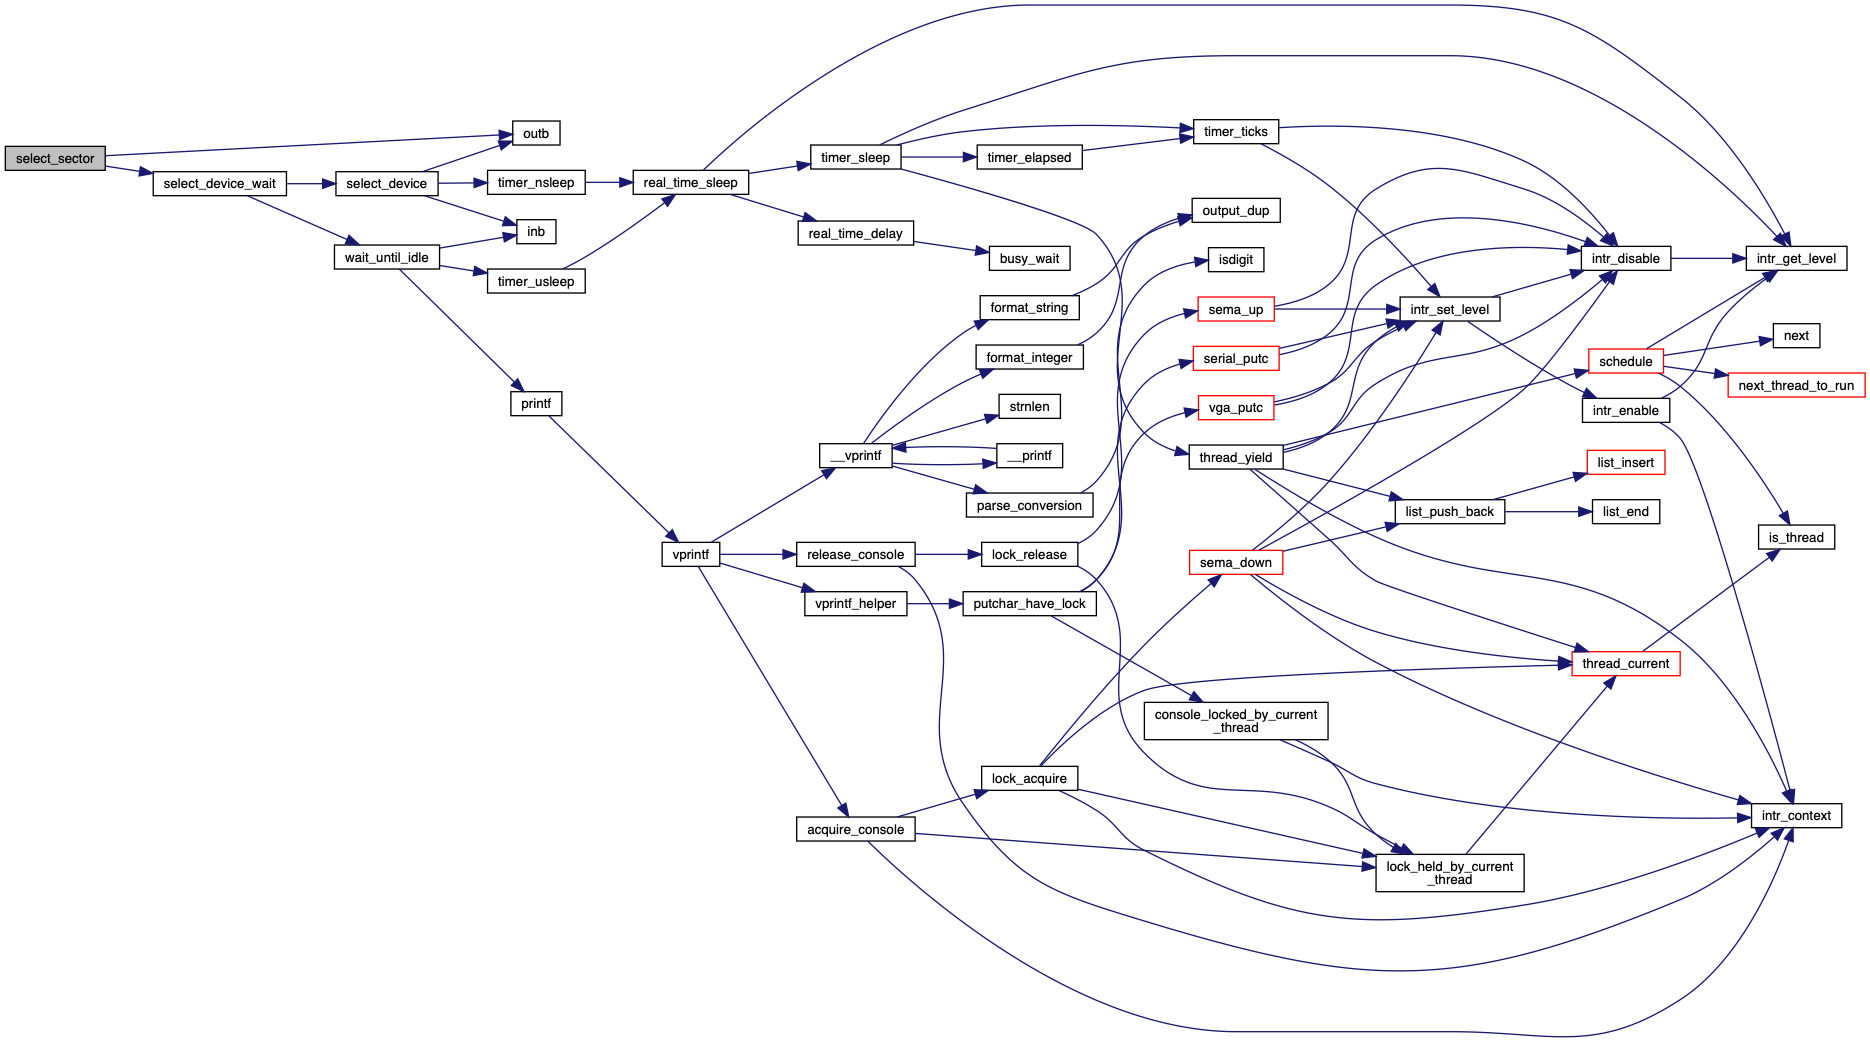 select_sector
select_device_wait
outb
select_device
timer_nsleep
inb
wait_until_idle
timer_usleep
printf
real_time_sleep
timer_sleep
real_time_delay
timer_elapsed
busy_wait
format_string
format_integer
strnlen
__vprintf
__printf
parse_conversion
vprintf
release_console
lock_release
vprintf_helper
putchar_have_lock
lock_acquire
acquire_console
timer_ticks
output_dup
isdigit
sema_up
serial_putc
vga_putc
thread_yield
sema_down
console_locked_by_current
_thread
intr_set_level
list_push_back
lock_held_by_current
_thread
intr_disable
schedule
intr_enable
list_insert
list_end
thread_current
intr_get_level
next
next_thread_to_run
is_thread
intr_context